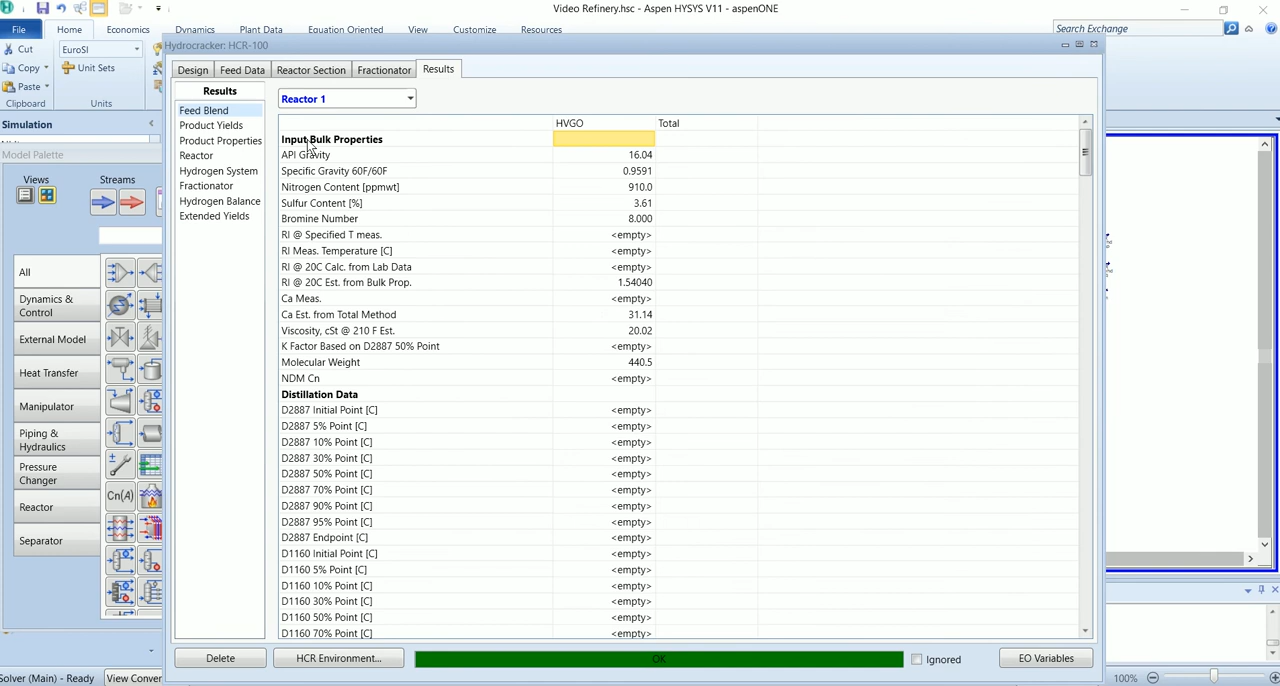 Video Refinery.hsc - Aspen HYSYS V11 - aspenONE
File
Home
Economics
Dynamics
Plant Data
Equation Oriented
View
Customize
Resources
Search Exchange
Cut
EuroSI
Copy
Unit Sets
Paste
Clipboard
Units
Hydrocracker: HCR-100
Design
Feed Data
Reactor Section
Fractionator
Results
Simulation
Model Palette
Views
Streams
All
Dynamics &
Control
External Model
Heat Transfer
Manipulator
Piping &
Hydraulics
Pressure
Changer
Reactor
Separator
Cn(A)
Results
Feed Blend
Product Yields
Product Properties
Reactor
Hydrogen System
Fractionator
Hydrogen Balance
Extended Yields
Reactor 1
HVGO Total
Input Bulk Properties
API Gravity 16.04
Specific Gravity 60F/60F 0.9591
Nitrogen Content [ppmwt] 910.0
Sulfur Content [%] 3.61
Bromine Number 8.000
RI @ Specified T meas. <empty>
RI Meas. Temperature [C] <empty>
RI @ 20C Calc. from Lab Data <empty>
RI @ 20C Est. from Bulk Prop. 1.54040
Ca Meas. <empty>
Ca Est. from Total Method 31.14
Viscosity, cSt @ 210 F Est. 20.02
K Factor Based on D2887 50% Point <empty>
Molecular Weight 440.5
NDM Cn <empty>
Distillation Data
D2887 Initial Point [C] <empty>
D2887 5% Point [C] <empty>
D2887 10% Point [C] <empty>
D2887 30% Point [C] <empty>
D2887 50% Point [C] <empty>
D2887 70% Point [C] <empty>
D2887 90% Point [C] <empty>
D2887 95% Point [C] <empty>
D2887 Endpoint [C] <empty>
D1160 Initial Point [C] <empty>
D1160 5% Point [C] <empty>
D1160 10% Point [C] <empty>
D1160 30% Point [C] <empty>
D1160 50% Point [C] <empty>
D1160 70% Point [C] <empty>
Delete
HCR Environment...
OK
Ignored
EO Variables
Solver (Main) - Ready
View Conver
100%